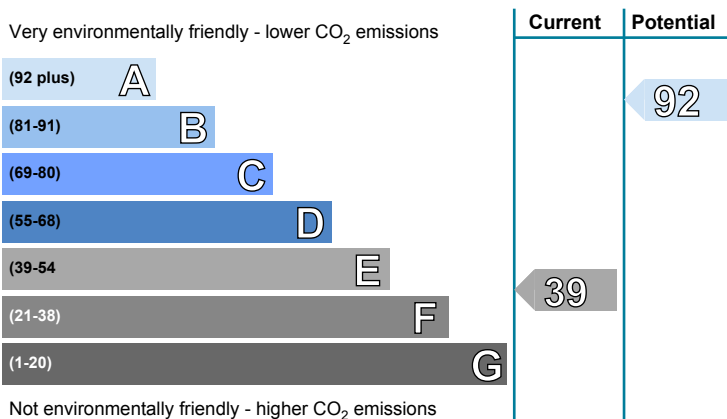 Very environmentally friendly - lower CO₂ emissions
Current
Potential
(92 plus) A
(81-91) B
(69-80) C
(55-68) D
(39-54 E
(21-38) F
(1-20) G
92
39
Not environmentally friendly - higher CO₂ emissions